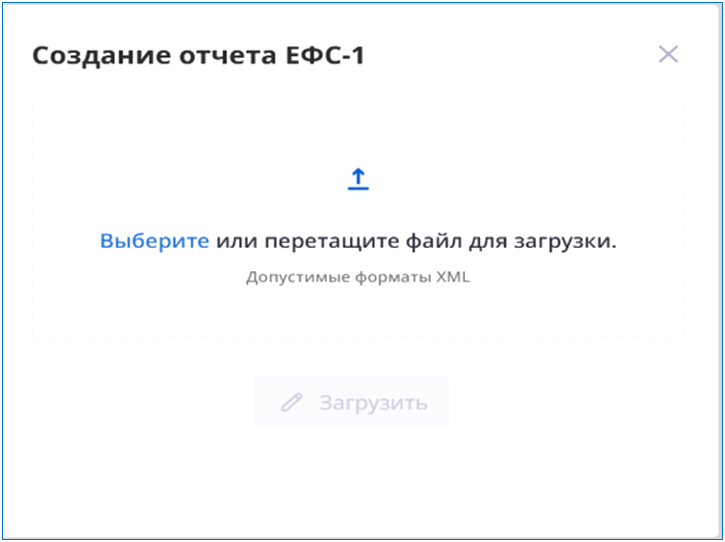 Создание отчета ЕФС-1
Выберите или перетащите файл для загрузки.
Допустимые форматы XML
Загрузить